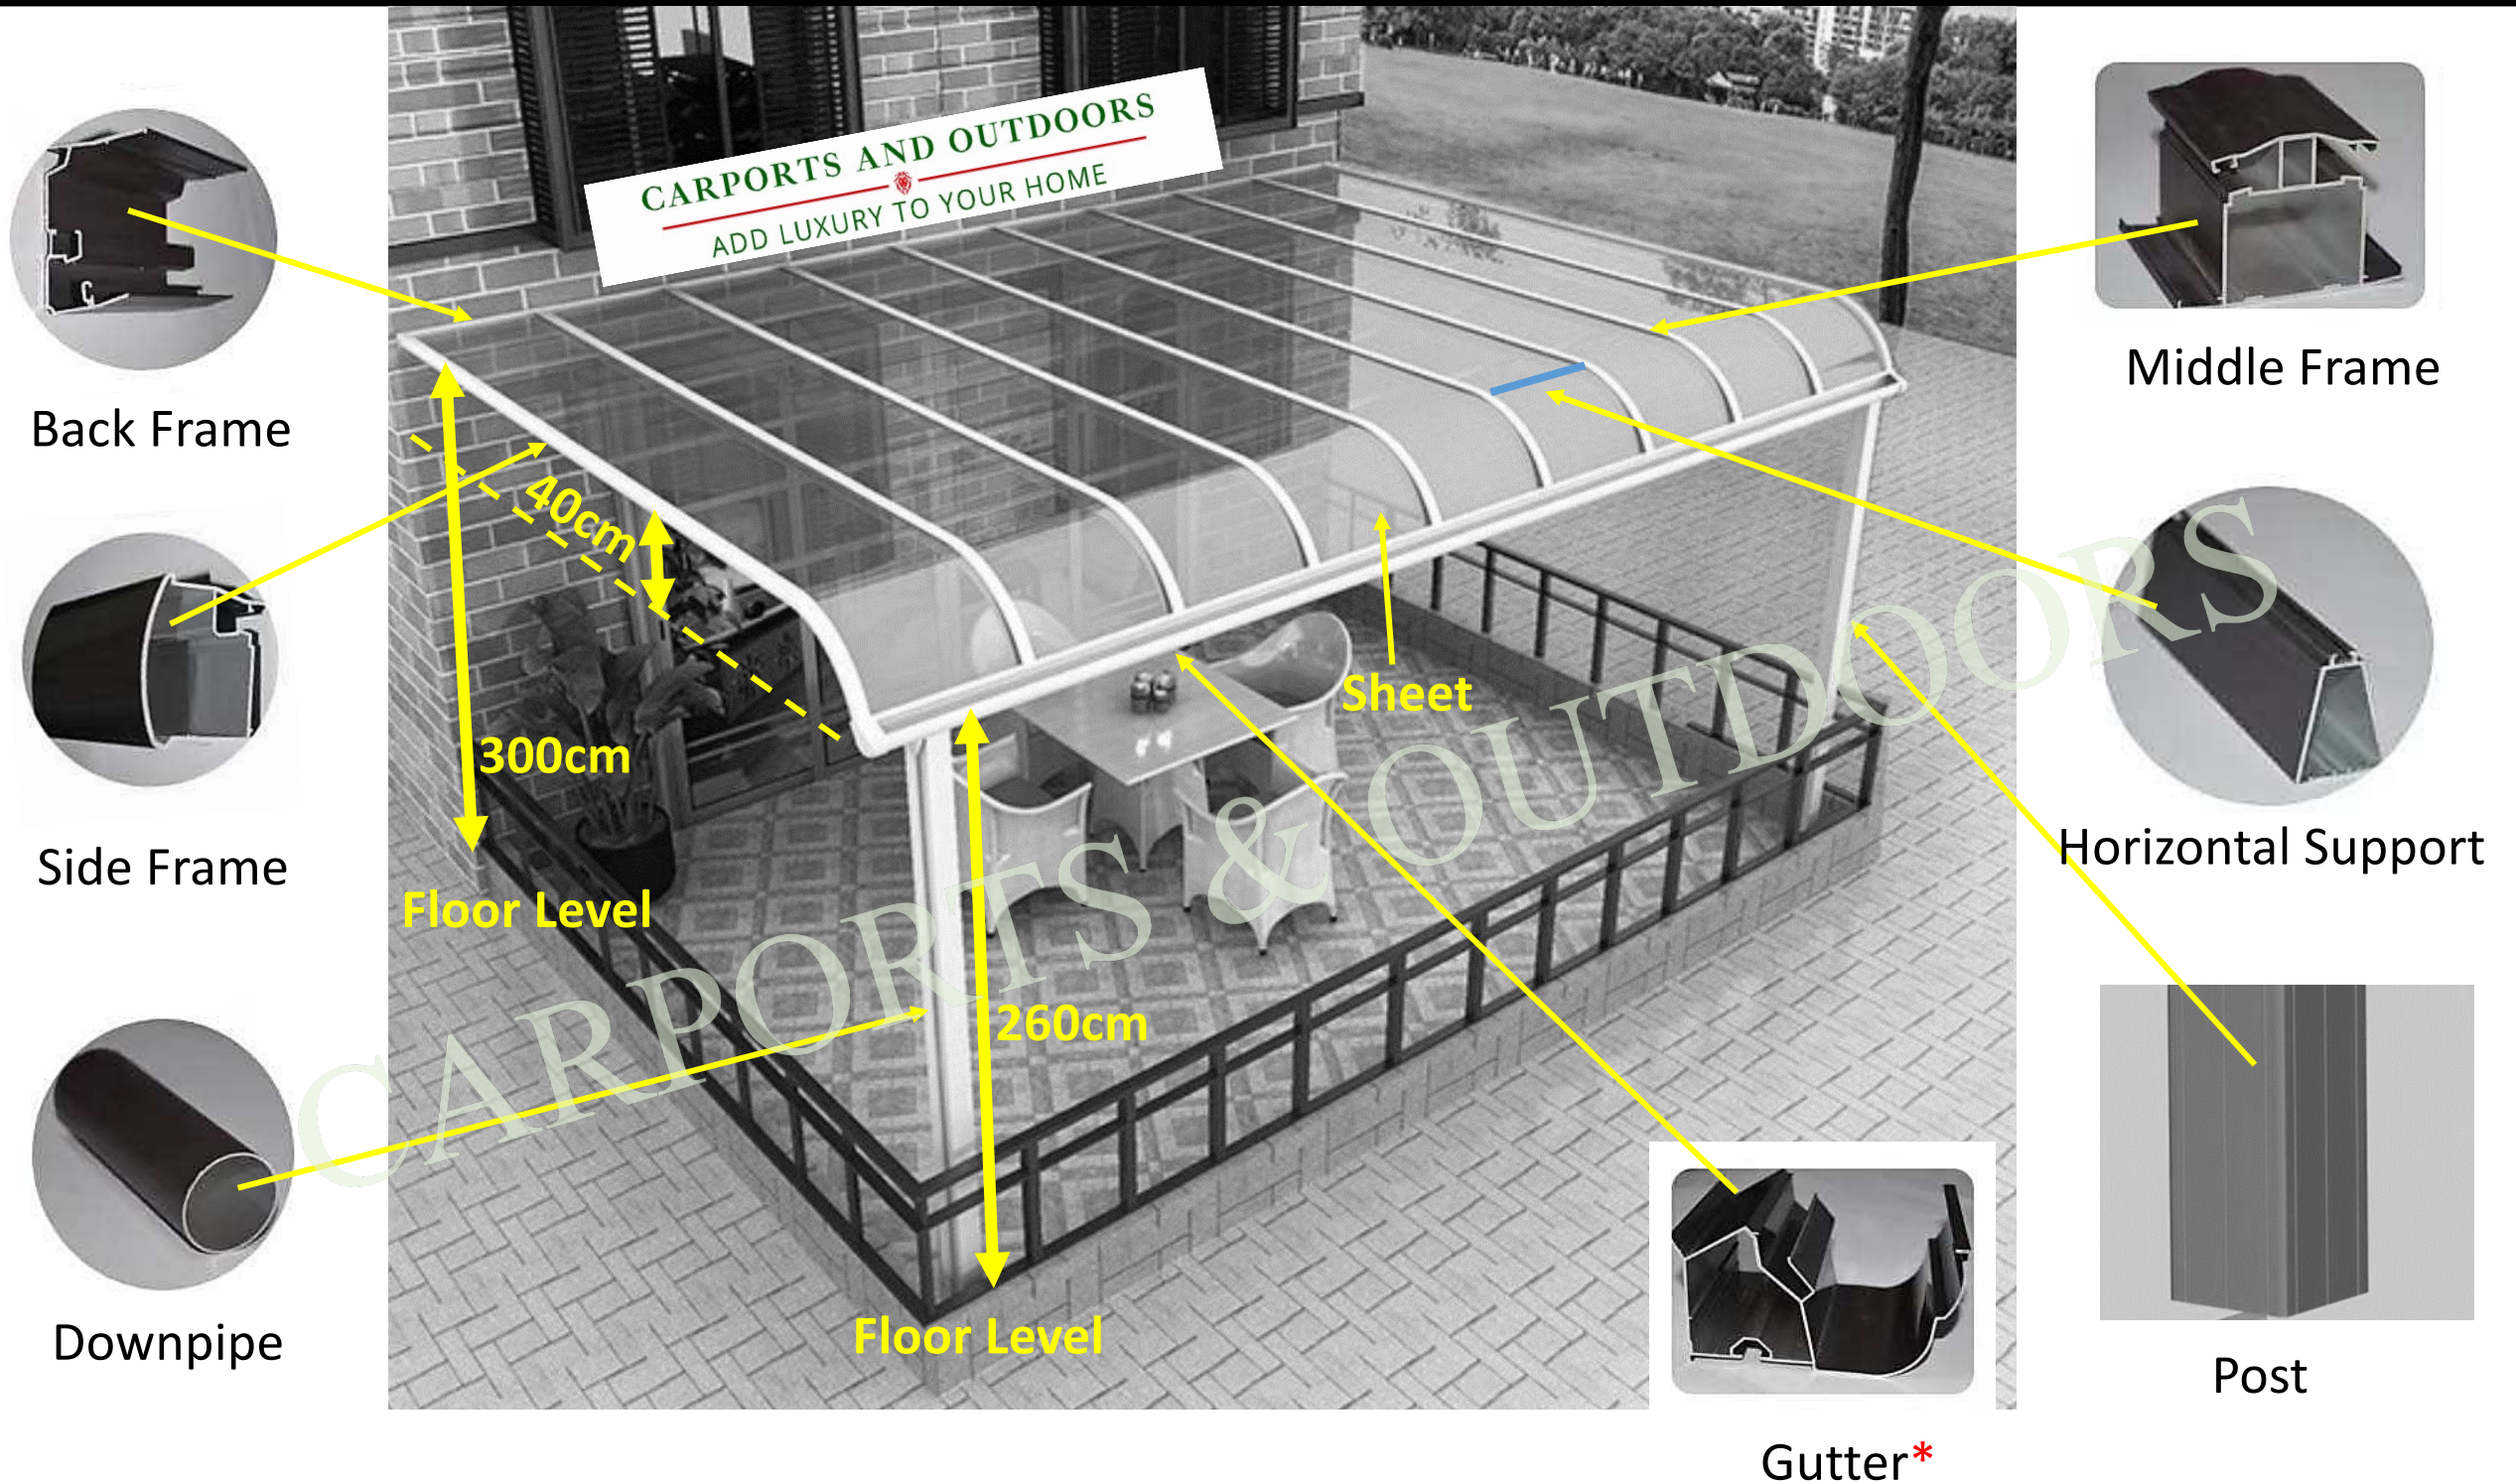 CARPORTS AND OUTDOORS
ADD LUXURY TO YOUR HOME
Back Frame
Middle Frame
40cm
Side Frame
300cm
Sheet
Horizontal Support
Floor Level
260cm
CARPORTS & OUTDOORS
Downpipe
Floor Level
Post
Gutter*